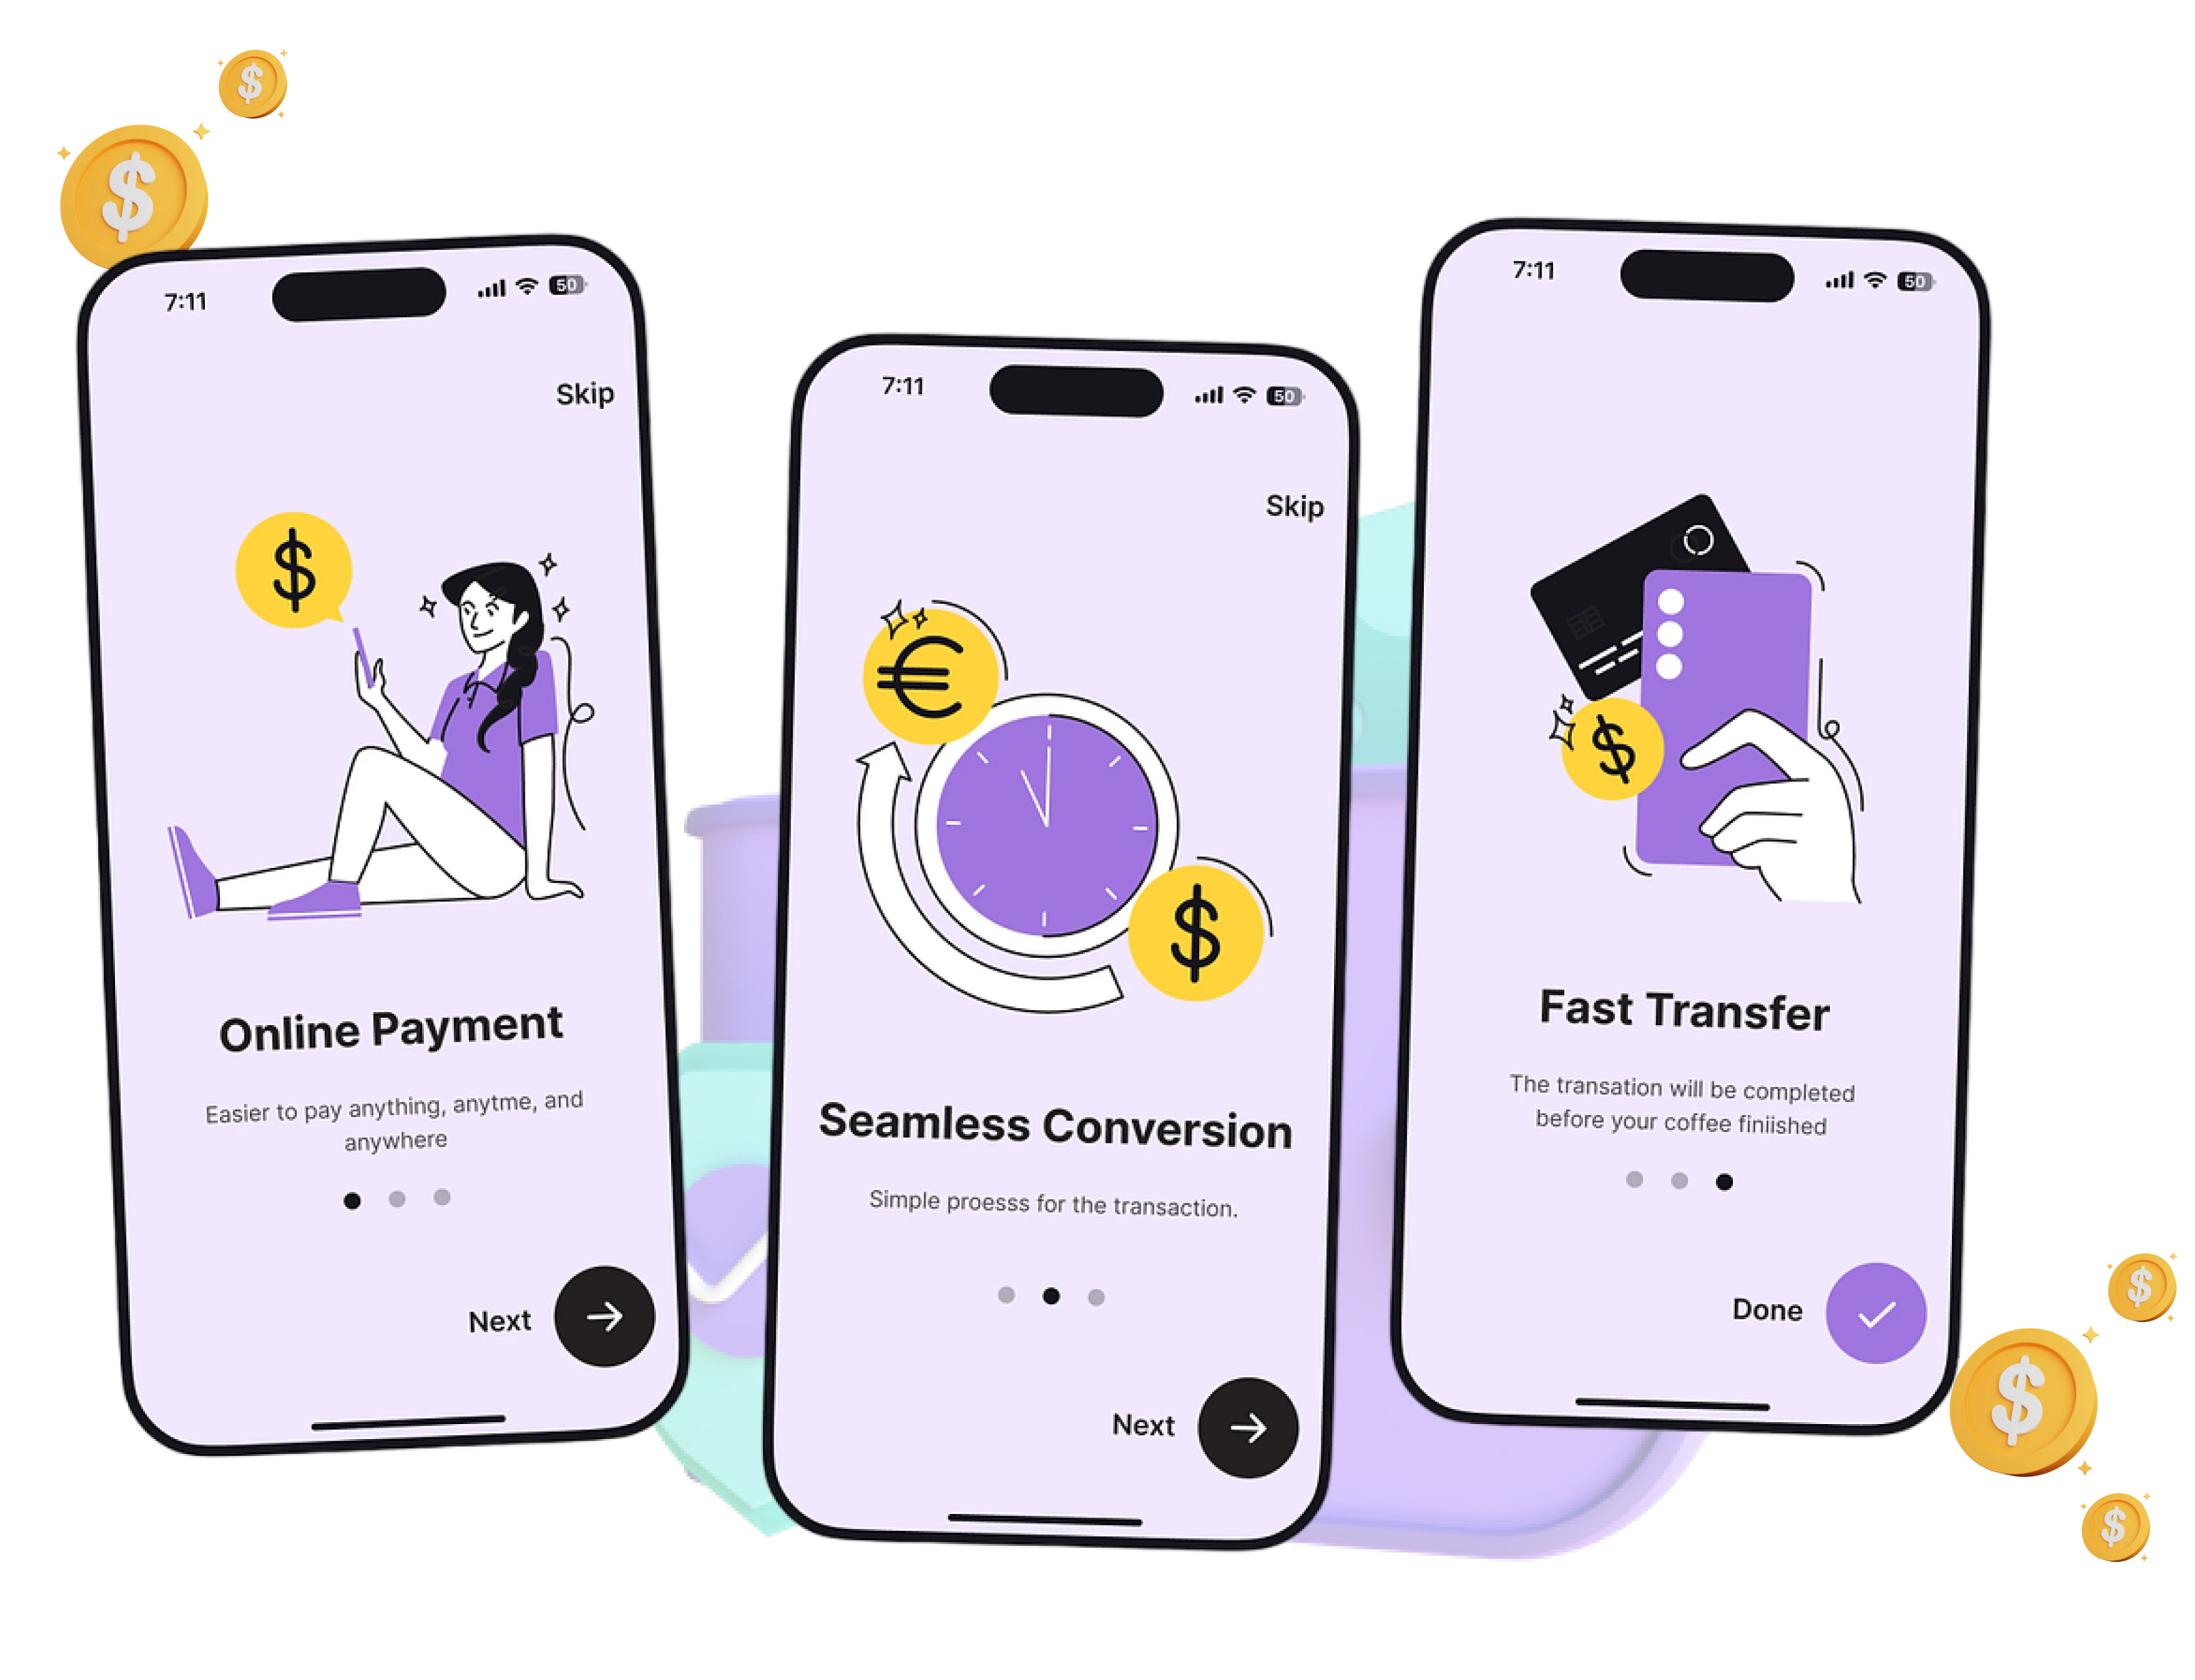 7:11
50
Skip
$
Online Payment
Easier to pay anything, anytme, and
anywhere
Next
7:11
50
Skip
€
$
Seamless Conversion
Simple proesss for the transaction.
Next
7:11
50
$
Fast Transfer
The transation will be completed
before your coffee finiished
Done
$
$
$
$
$